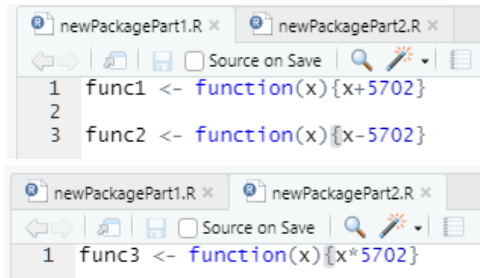 newPackagePart1.R × newPackagePart2.R ×
Source on Save
1 func1 <- function(x){x+5702}
2
3 func2 <- function(x){x-5702}
newPackagePart1.R × newPackagePart2.R ×
Source on Save
1 func3 <- function(x){x*5702}